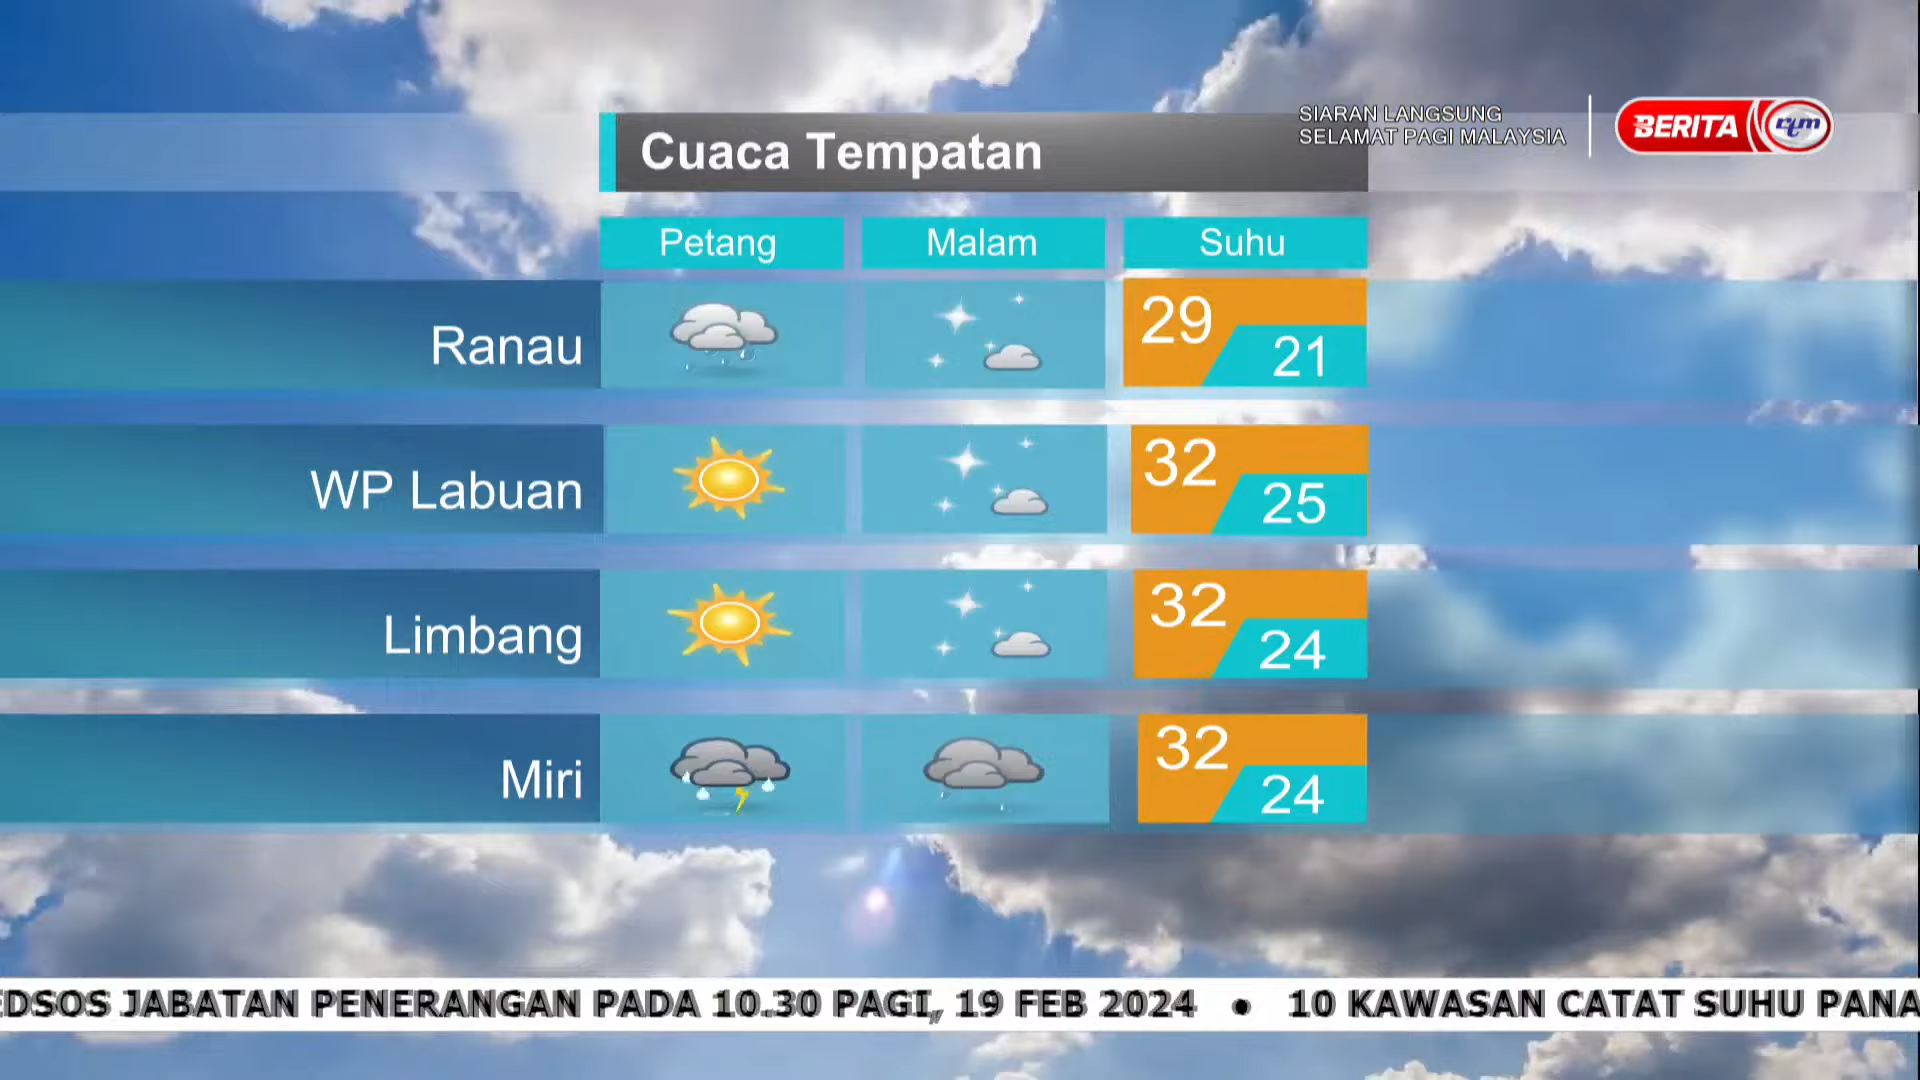 SIARAN LANGSUNG
SELAMAT PAGI MALAYSIA
BERITA rtm
Cuaca Tempatan
Petang Malam Suhu
Ranau 29 21
WP Labuan 32 25
Limbang 32 24
Miri 32 24
EDSOS JABATAN PENERANGAN PADA 10.30 PAGI, 19 FEB 2024 • 10 KAWASAN CATAT SUHU PANA